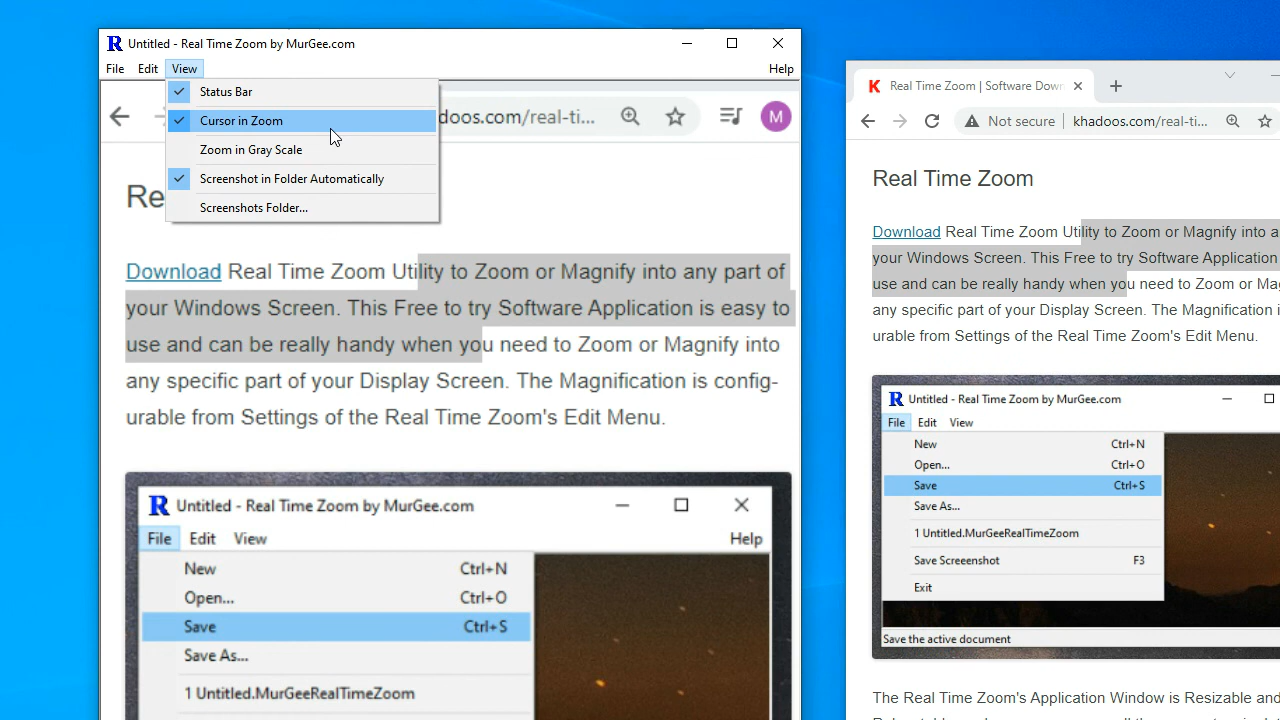 Untitled - Real Time Zoom by MurGee.com
File Edit View Help
Status Bar
Cursor in Zoom
Zoom in Gray Scale
Screenshot in Folder Automatically
Screenshots Folder...
doos.com/real-ti...
M
Re
Download Real Time Zoom Utility to Zoom or Magnify into any part of
your Windows Screen. This Free to try Software Application is easy to
use and can be really handy when you need to Zoom or Magnify into
any specific part of your Display Screen. The Magnification is config-
urable from Settings of the Real Time Zoom's Edit Menu.
R Untitled - Real Time Zoom by MurGee.com
File Edit View Help
New Ctrl+N
Open... Ctrl+O
Save Ctrl+S
Save As...
1 Untitled.MurGeeRealTimeZoom
K Real Time Zoom | Software Down
Not secure khadoos.com/real-ti...
Real Time Zoom
Download Real Time Zoom Utility to Zoom or Magnify into a
your Windows Screen. This Free to try Software Application
use and can be really handy when you need to Zoom or Mag
any specific part of your Display Screen. The Magnification i
urable from Settings of the Real Time Zoom's Edit Menu.
R Untitled - Real Time Zoom by MurGee.com
File Edit View
New Ctrl+N
Open... Ctrl+O
Save Ctrl+S
Save As...
1 Untitled.MurGeeRealTimeZoom
Save Screeenshot F3
Exit
Save the active document
The Real Time Zoom's Application Window is Resizable and